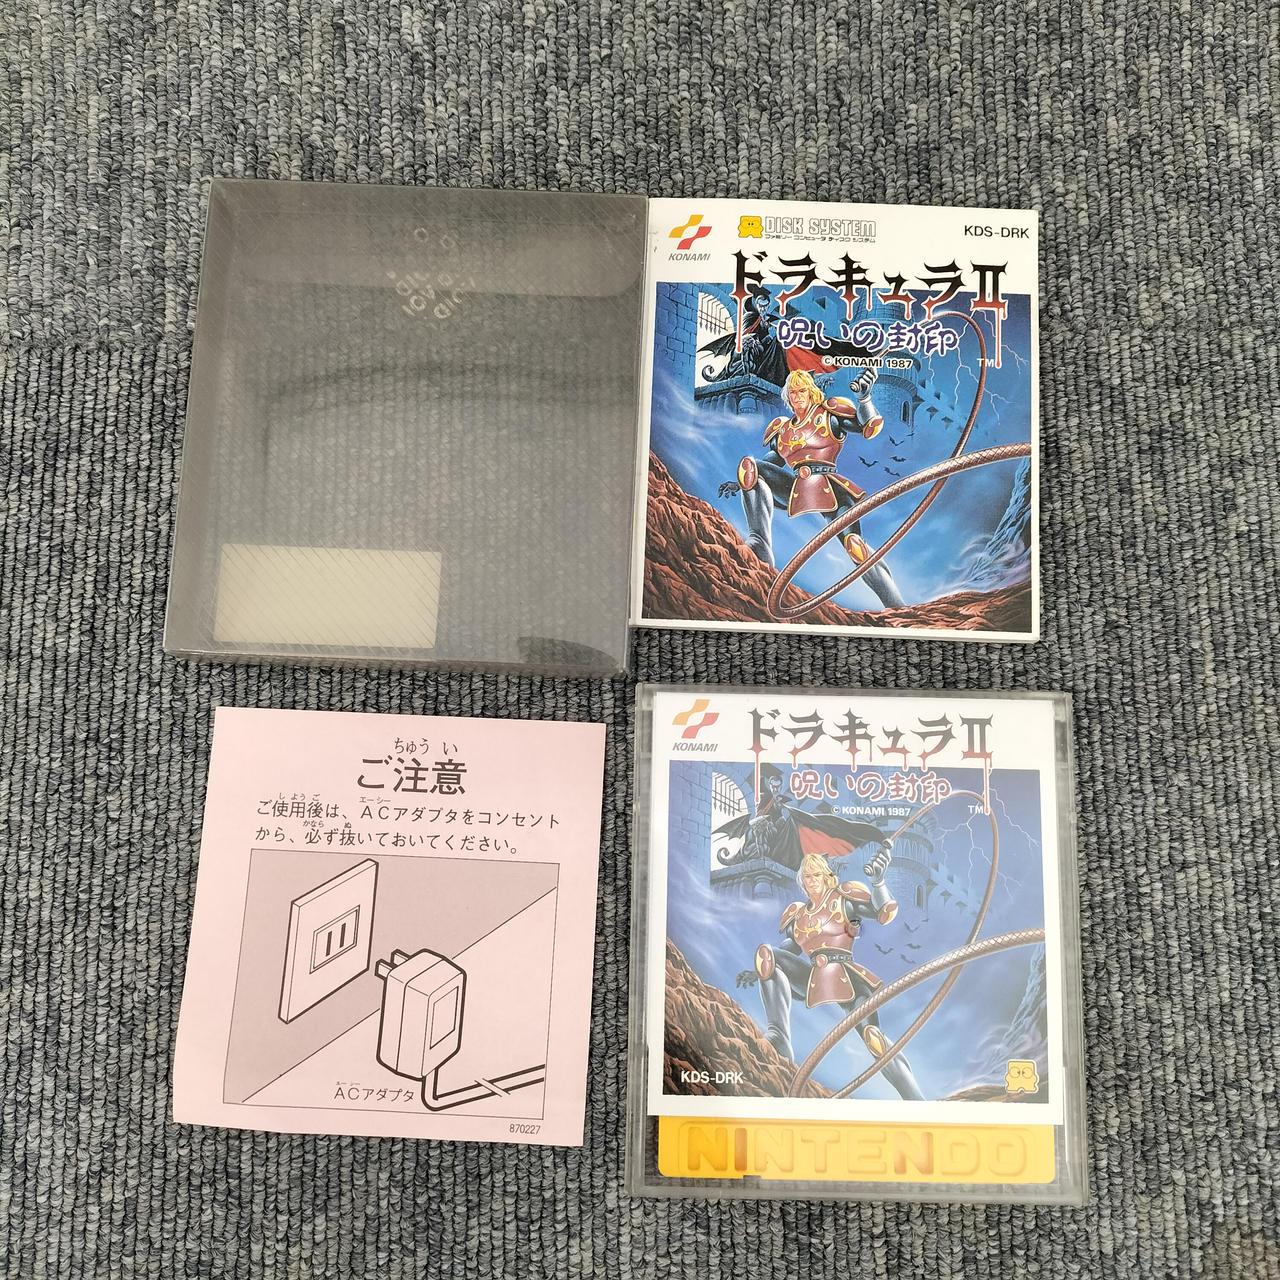 KONAMI
DISK SYSTEM
ファミリー コンピュータ ディスク システム
KDS-DRK
ドラキュラⅡ
呪いの封印
© KONAMI 1987
TM
ちゅう い
ご注意
し よう ご エーシー
ご使用後は、ACアダプタをコンセント
かなら ぬ
から、必ず抜いておいてください。
エーシー
ACアダプタ
870227
KONAMI
ドラキュラⅡ
呪いの封印
© KONAMI 1987
TM
KDS-DRK
NINTENDO